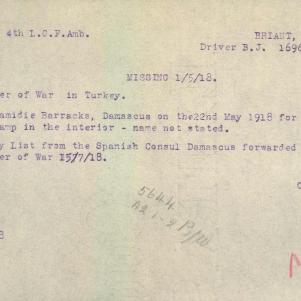 4th L.C.F.Amb. BRIANT,
Driver B.J. 1696
MISSING 1/5/18.
er of War in Turkey.
amidie Barracks, Damascus on the22nd May 1918 for
amp in the interior - name not stated.
y List from the Spanish Consul Damascus forwarded
er of War 15/7/18.
5644
8